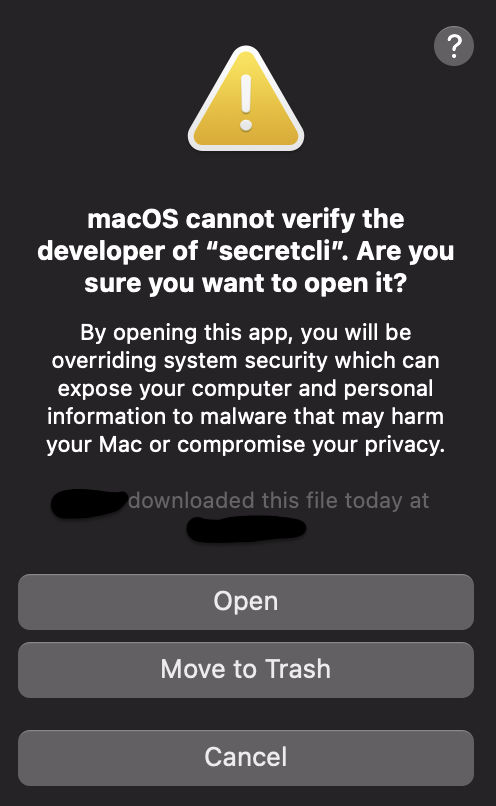 ?
macOS cannot verify the
developer of “secretcli”. Are you
sure you want to open it?
By opening this app, you will be
overriding system security which can
expose your computer and personal
information to malware that may harm
your Mac or compromise your privacy.
downloaded this file today at
Open
Move to Trash
Cancel